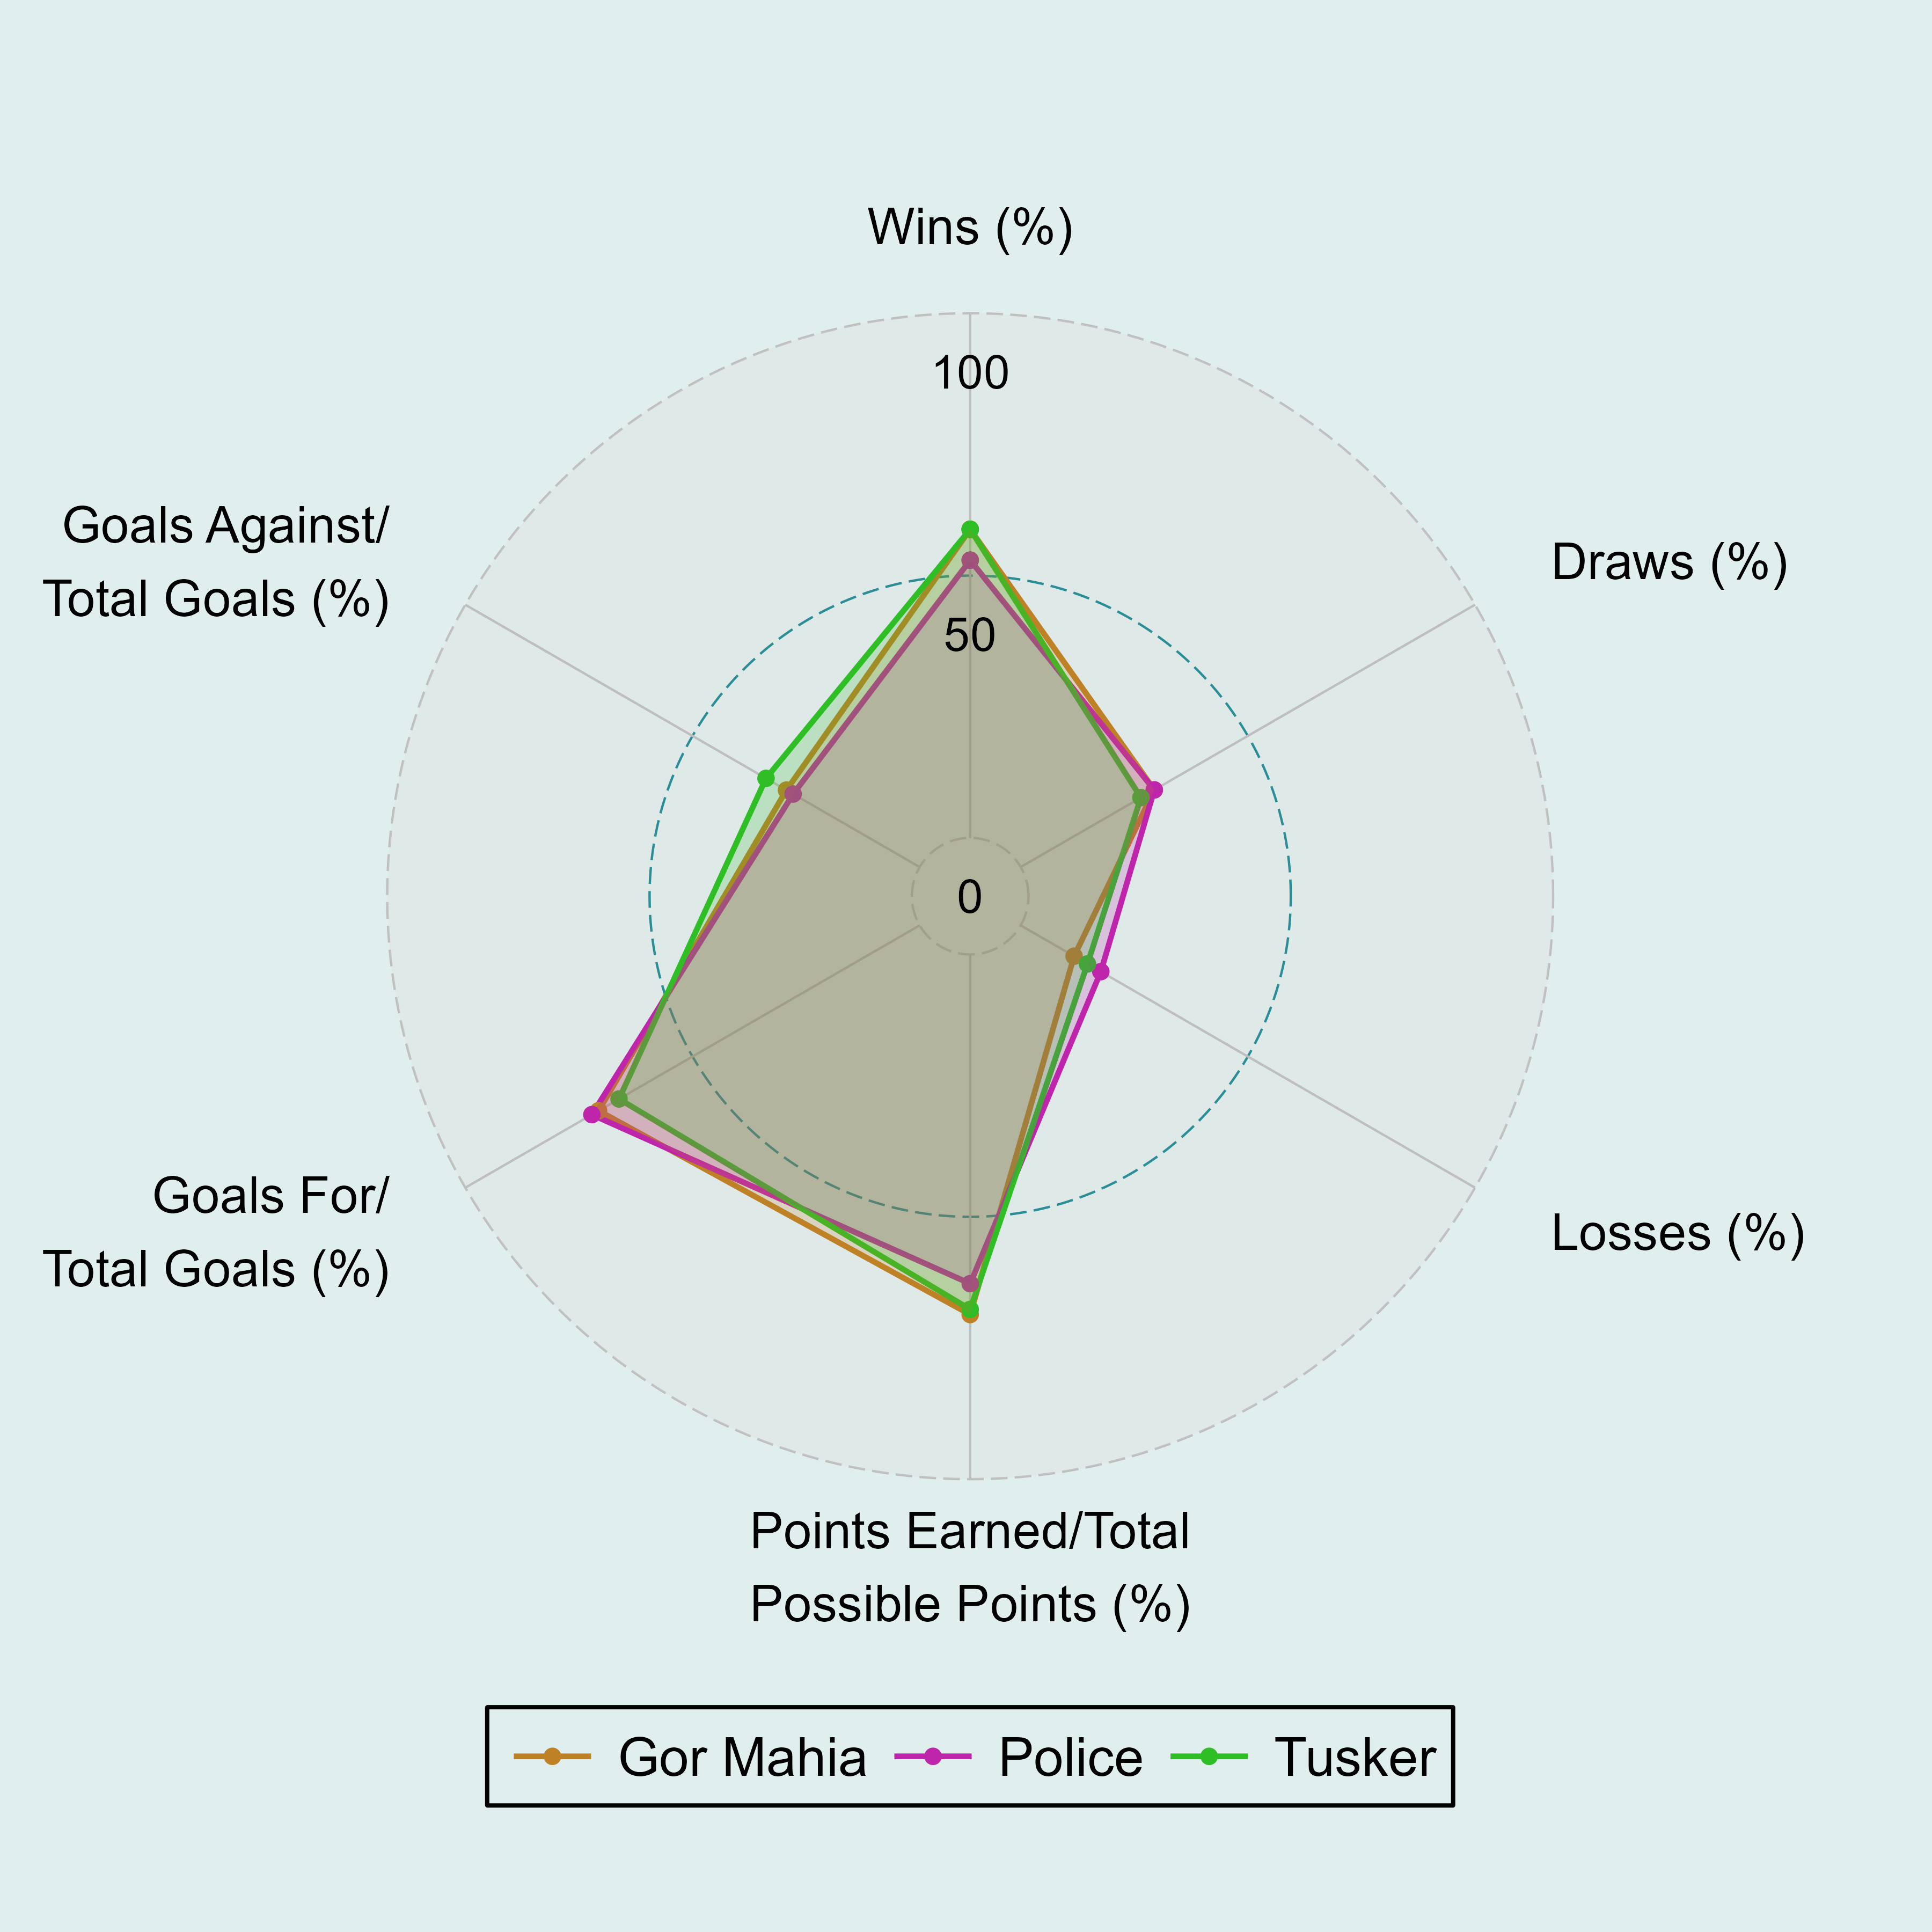 Wins (%)
100
Goals Against/
Total Goals (%)
Draws (%)
50
0
Goals For/
Total Goals (%)
Losses (%)
Points Earned/Total
Possible Points (%)
Gor Mahia
Police
Tusker